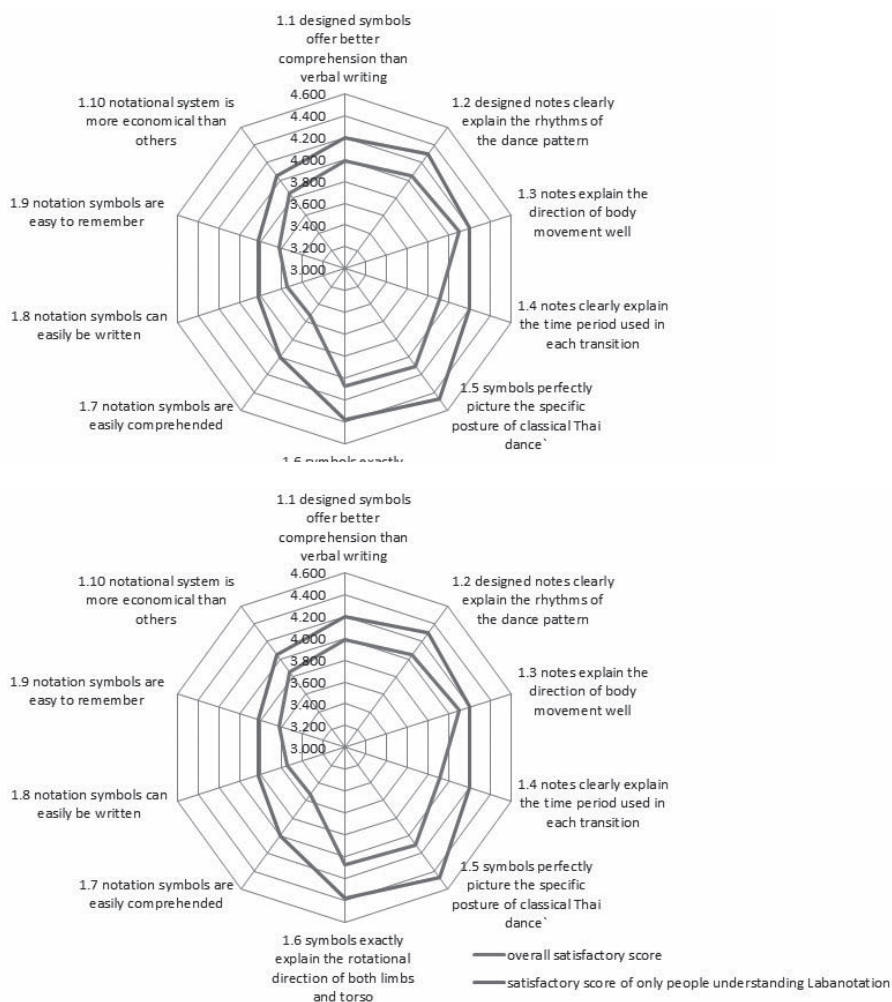 1.1 designed symbols
offer better
comprehension than
verbal writing
1.2 designed notes clearly
explain the rhythms of
the dance pattern
1.3 notes explain the
direction of body
movement well
1.4 notes clearly explain
the time period used in
each transition
1.5 symbols perfectly
picture the specific
posture of classical Thai
dance`
1.6 symbols exactly
1.7 notation symbols are
easily comprehended
1.8 notation symbols can
easily be written
1.9 notation symbols are
easy to remember
1.10 notational system is
more economical than
others
4.600
4.400
4.200
4.000
3.800
3.600
3.400
3.200
3.000
1.1 designed symbols
offer better
comprehension than
verbal writing
1.2 designed notes clearly
explain the rhythms of
the dance pattern
1.3 notes explain the
direction of body
movement well
1.4 notes clearly explain
the time period used in
each transition
1.5 symbols perfectly
picture the specific
posture of classical Thai
dance`
1.6 symbols exactly
explain the rotational
direction of both limbs
and torso
1.7 notation symbols are
easily comprehended
1.8 notation symbols can
easily be written
1.9 notation symbols are
easy to remember
1.10 notational system is
more economical than
others
4.600
4.400
4.200
4.000
3.800
3.600
3.400
3.200
3.000
overall satisfactory score
satisfactory score of only people understanding Labanotation